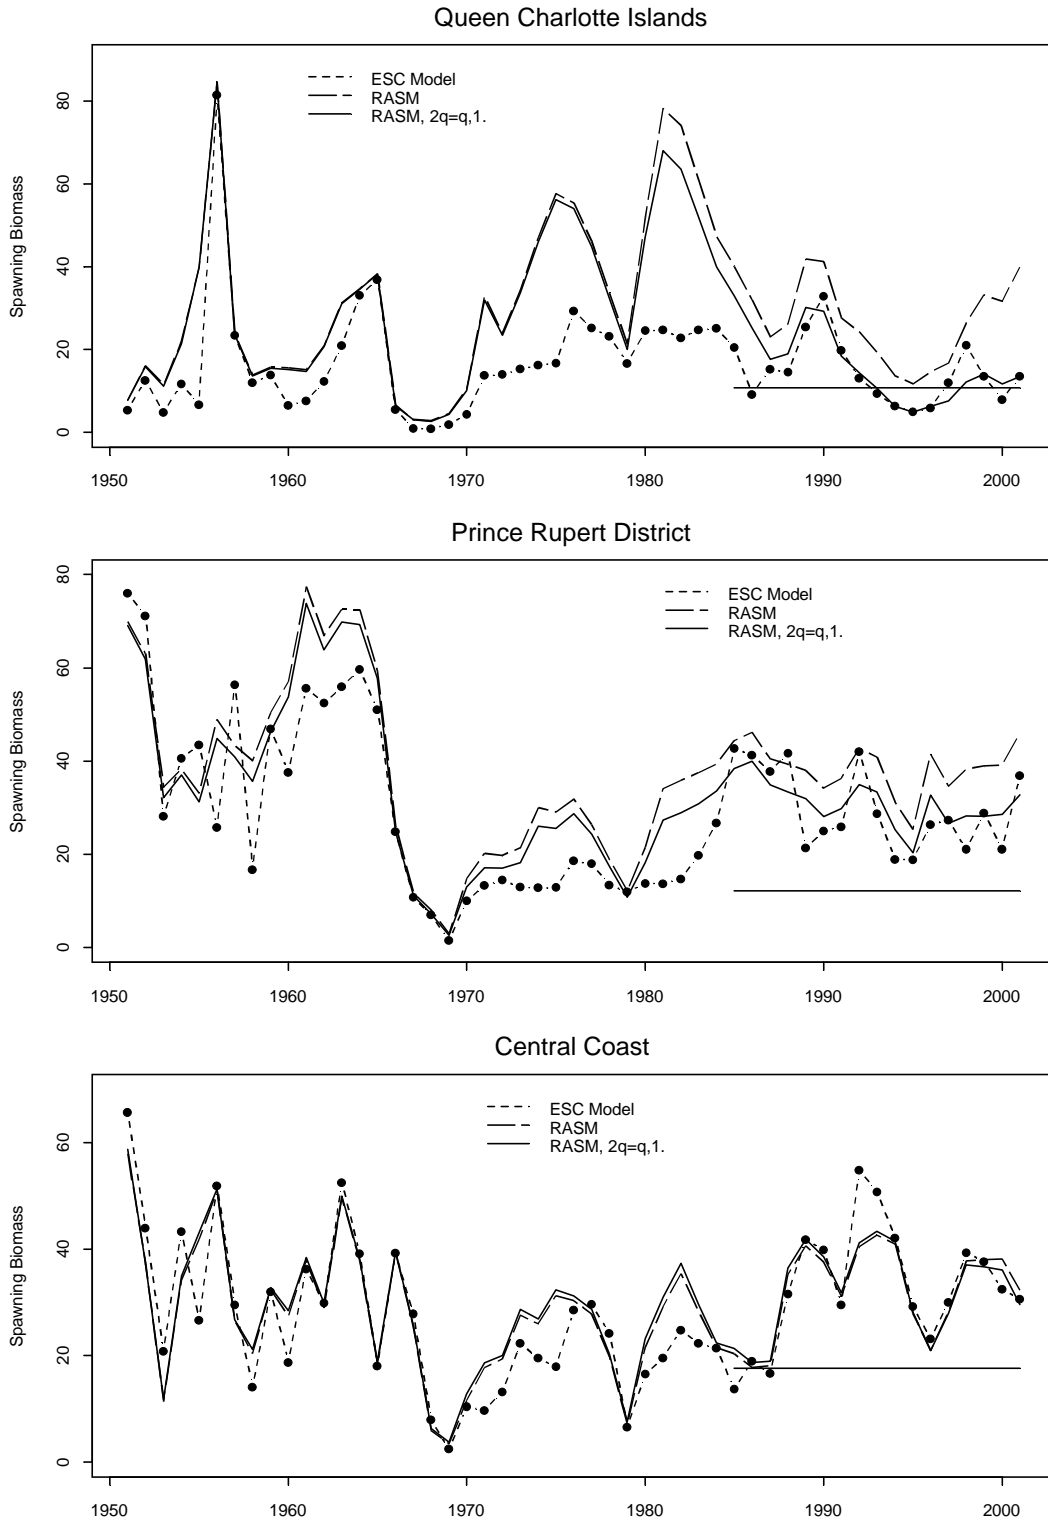 Queen Charlotte Islands
ESC Model
RASM
RASM, 2q=q,1.
Spawning Biomass
80
60
40
20
0
1950 1960 1970 1980 1990 2000
Prince Rupert District
ESC Model
RASM
RASM, 2q=q,1.
Spawning Biomass
80
60
40
20
0
1950 1960 1970 1980 1990 2000
Central Coast
ESC Model
RASM
RASM, 2q=q,1.
Spawning Biomass
60
40
20
0
1950 1960 1970 1980 1990 2000